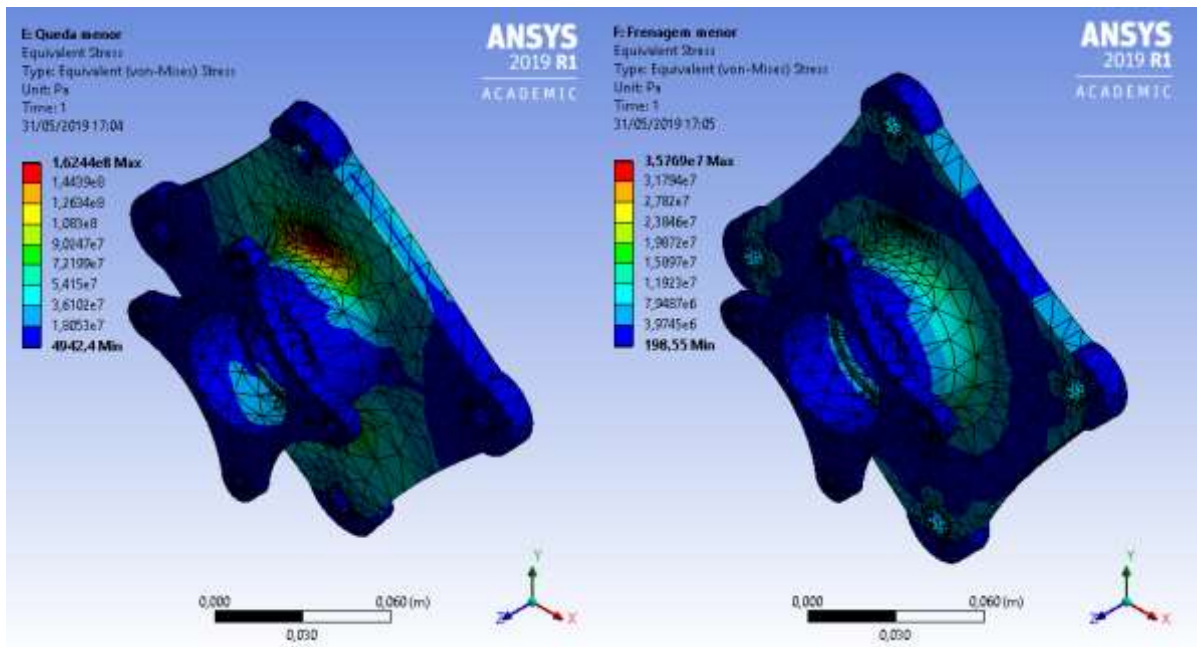 E: Queda menor
Equivalent Stress
Type: Equivalent (von-Mises) Stress
Unit: Pa
Time: 1
31/05/2019 17:04
1,6244e8 Max
1,4439e8
1,2634e8
1,083e8
9,0247e7
7,2199e7
5,415e7
3,6102e7
1,8053e7
4942,4 Min
ANSYS
2019 R1
ACADEMIC
0,000
0,060 (m)
0,030
Y
Z
X
F: Frenagem menor
Equivalent Stress
Type: Equivalent (von-Mises) Stress
Unit: Pa
Time: 1
31/05/2019 17:05
3,5769e7 Max
3,1794e7
2,782e7
2,3846e7
1,9872e7
1,5897e7
1,1923e7
7,9487e6
3,9745e6
198,55 Min
ANSYS
2019 R1
ACADEMIC
0,000
0,060 (m)
0,030
Y
Z
X